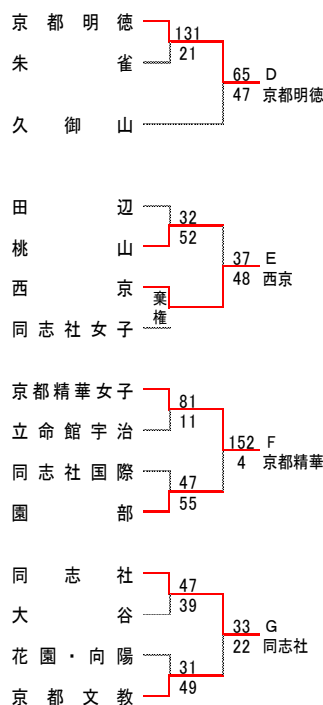 京都明徳
131
朱雀
21
65 D
47 京都明徳
久御山
田辺
32
桃山
52
37 E
48 西京
西京
棄権
同志社女子
京都精華女子
81
立命館宇治
11
152 F
4 京都精華
同志社国際
47
園部
55
同志社
47
大谷
39
33 G
22 同志社
花園・向陽
31
京都文教
49